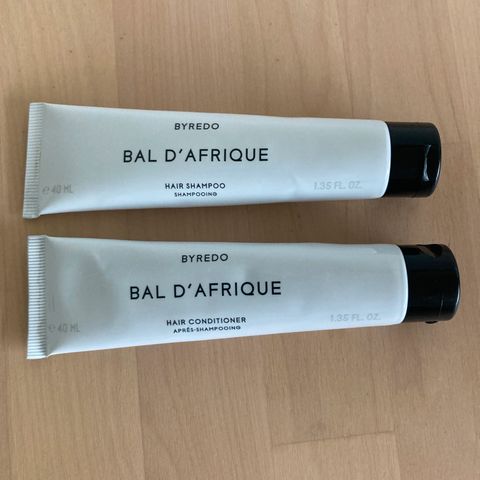 BYREDO
BAL D'AFRIQUE
HAIR SHAMPOO
SHAMPOOING
℮ 40 ML
1.35 FL. OZ.
BYREDO
BAL D'AFRIQUE
HAIR CONDITIONER
APRÈS-SHAMPOOING
℮ 40 ML
1.35 FL. OZ.